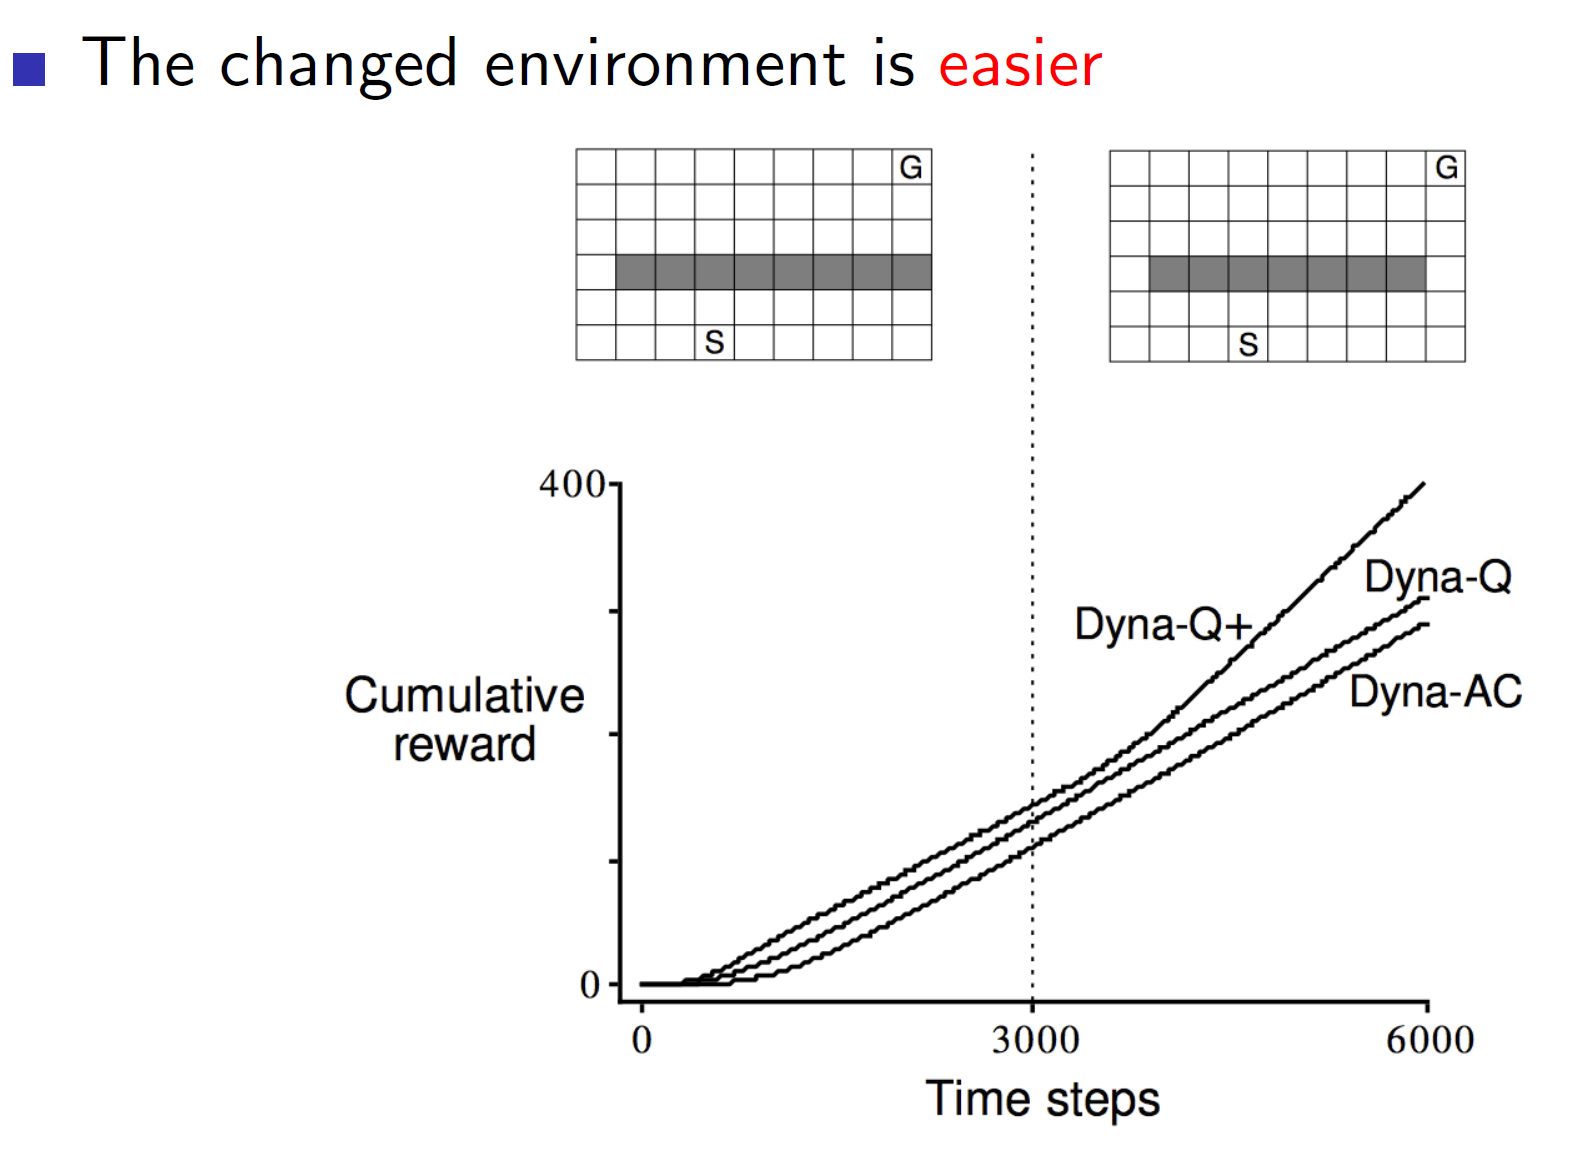 The changed environment is easier
G
S
G
S
400
Dyna-Q
Dyna-Q+
Dyna-AC
Cumulative
reward
0
0 3000 6000
Time steps